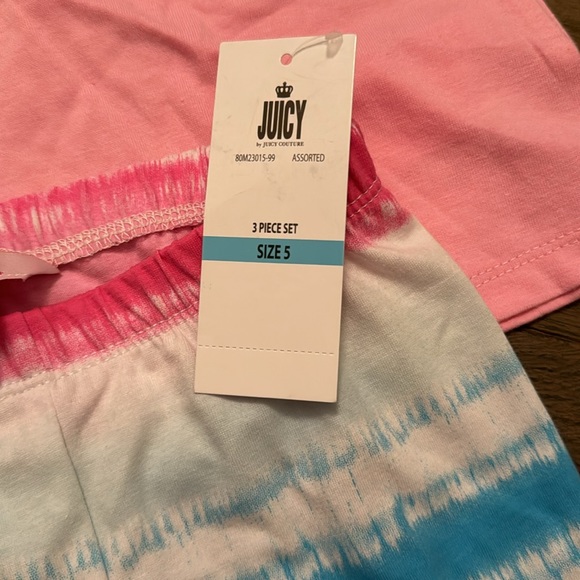 JUICY
by JUICY COUTURE
80M23015-99 ASSORTED
3 PIECE SET
SIZE 5